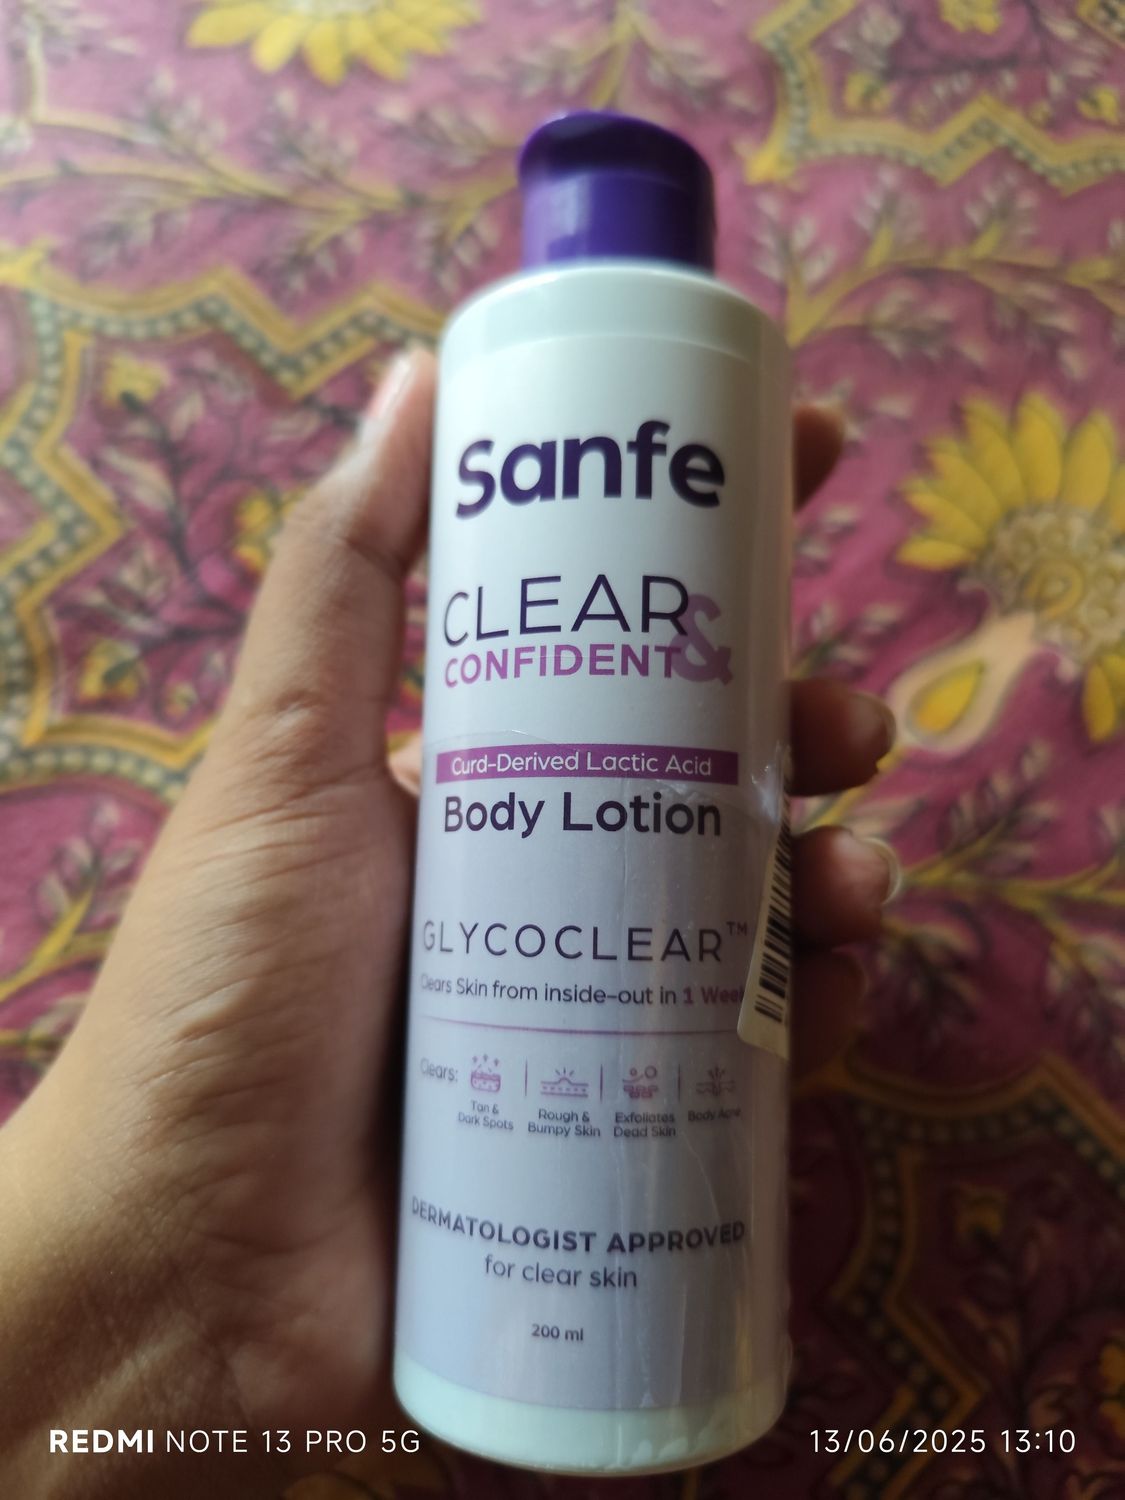 Sanfe
CLEAR &
CONFIDENT
Curd-Derived Lactic Acid
Body Lotion
GLYCOCLEAR™
Clears Skin from inside-out in 1 Week
Clears:
Tan &
Dark Spots
Rough &
Bumpy Skin
Exfoliates
Dead Skin
Body Acne
DERMATOLOGIST APPROVED
for clear skin
200 ml
REDMI NOTE 13 PRO 5G
13/06/2025 13:10